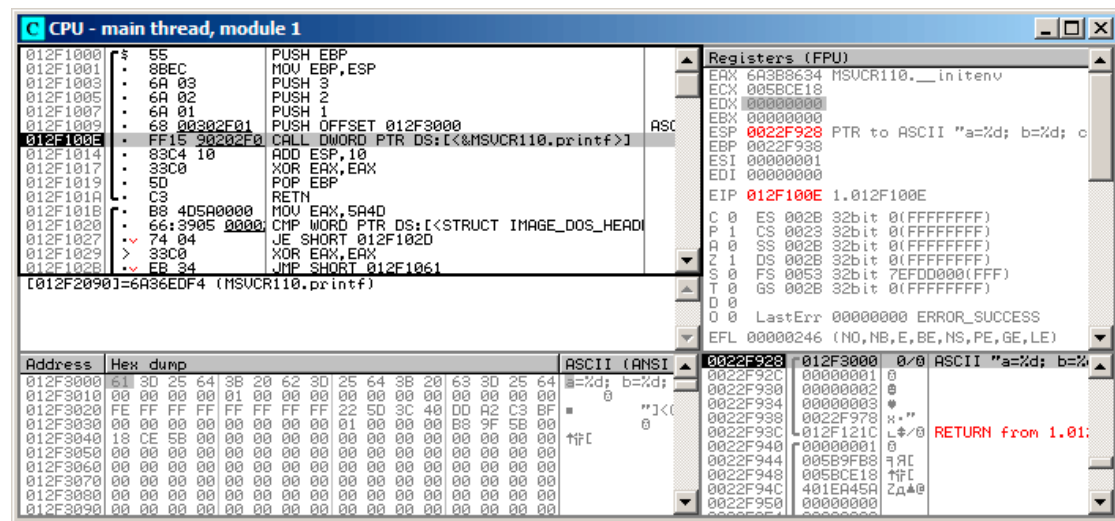 C CPU - main thread, module 1
012F1000 $ 55 PUSH EBP
012F1001 . 8BEC MOV EBP,ESP
012F1003 . 6A 03 PUSH 3
012F1005 . 6A 02 PUSH 2
012F1007 . 6A 01 PUSH 1
012F1009 . 68 00302F01 PUSH OFFSET 012F3000 ASC
012F100E . FF15 90202F0 CALL DWORD PTR DS:[<&MSVCR110.printf>]
012F1014 . 83C4 10 ADD ESP,10
012F1017 . 33C0 XOR EAX,EAX
012F1019 . 5D POP EBP
012F101A . C3 RETN
012F101B . B8 4D5A0000 MOV EAX,5A4D
012F1020 . 66:3905 0000 CMP WORD PTR DS:[<STRUCT IMAGE_DOS_HEAD
012F1027 . 74 04 JE SHORT 012F102D
012F1029 > 33C0 XOR EAX,EAX
012F102B . EB 34 JMP SHORT 012F1061
[012F2090]=6A36EDF4 (MSVCR110.printf)
Registers (FPU)
EAX 6A3B8634 MSVCR110.__initenv
ECX 005BCE18
EDX 00000000
EBX 00000000
ESP 0022F928 PTR to ASCII "a=%d; b=%d; c
EBP 0022F938
ESI 00000001
EDI 00000000
EIP 012F100E 1.012F100E
C 0 ES 002B 32bit 0(FFFFFFFF)
P 1 CS 0023 32bit 0(FFFFFFFF)
A 0 SS 002B 32bit 0(FFFFFFFF)
Z 1 DS 002B 32bit 0(FFFFFFFF)
S 0 FS 0053 32bit 7EFDD000(FFF)
T 0 GS 002B 32bit 0(FFFFFFFF)
D 0
O 0 LastErr 00000000 ERROR_SUCCESS
EFL 00000246 (NO,NB,E,BE,NS,PE,GE,LE)
Address Hex dump ASCII (ANSI
012F3000 61 3D 25 64 3B 20 62 3D 25 64 3B 20 63 3D 25 64 a=%d; b=%d;
012F3010 00 00 00 00 01 00 00 00 00 00 00 00 00 00 00 00
012F3020 FE FF FF FF FF FF FF FF 22 5D 3C 40 DD A2 C3 BF "]<
012F3030 00 00 00 00 00 00 00 00 01 00 00 00 B8 9F 5B 00
012F3040 18 CE 5B 00 00 00 00 00 00 00 00 00 00 00 00 00
012F3050 00 00 00 00 00 00 00 00 00 00 00 00 00 00 00 00
012F3060 00 00 00 00 00 00 00 00 00 00 00 00 00 00 00 00
012F3070 00 00 00 00 00 00 00 00 00 00 00 00 00 00 00 00
012F3080 00 00 00 00 00 00 00 00 00 00 00 00 00 00 00 00
012F3090 00 00 00 00 00 00 00 00 00 00 00 00 00 00 00 00
0022F928 012F3000 0/0 ASCII "a=%d; b=%
0022F92C 00000001
0022F930 00000002
0022F934 00000003 ♥
0022F938 0022F978
0022F93C 012F121C RETURN from 1.01
0022F940 00000001
0022F944 005B9FB8
0022F948 005BCE18
0022F94C 401EA45A
0022F950 00000000